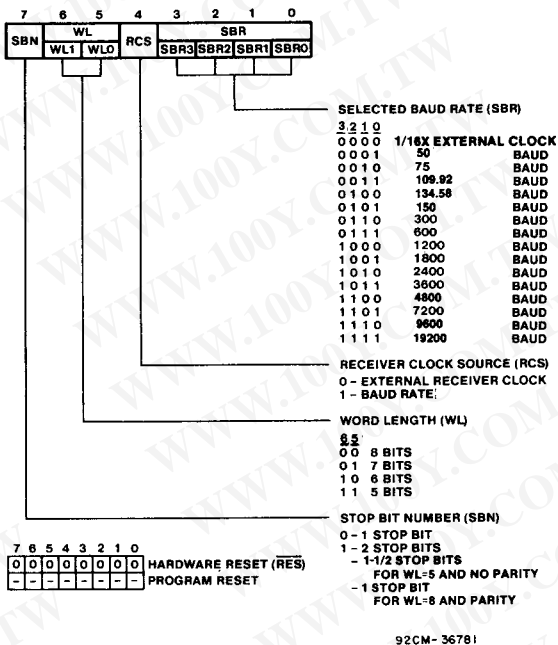 7 6 5 4 3 2 1 0
SBN WL RCS SBR
WL1 WL0 SBR3 SBR2 SBR1 SBR0
SELECTED BAUD RATE (SBR)
3 2 1 0
0 0 0 0 1/16X EXTERNAL CLOCK
0 0 0 1 50 BAUD
0 0 1 0 75 BAUD
0 0 1 1 109.92 BAUD
0 1 0 0 134.58 BAUD
0 1 0 1 150 BAUD
0 1 1 0 300 BAUD
0 1 1 1 600 BAUD
1 0 0 0 1200 BAUD
1 0 0 1 1800 BAUD
1 0 1 0 2400 BAUD
1 0 1 1 3600 BAUD
1 1 0 0 4800 BAUD
1 1 0 1 7200 BAUD
1 1 1 0 9600 BAUD
1 1 1 1 19200 BAUD
RECEIVER CLOCK SOURCE (RCS)
0 - EXTERNAL RECEIVER CLOCK
1 - BAUD RATE
WORD LENGTH (WL)
6 5
0 0 8 BITS
0 1 7 BITS
1 0 6 BITS
1 1 5 BITS
STOP BIT NUMBER (SBN)
0 - 1 STOP BIT
1 - 2 STOP BITS
- 1-1/2 STOP BITS
FOR WL=5 AND NO PARITY
- 1 STOP BIT
FOR WL=8 AND PARITY
7 6 5 4 3 2 1 0
0 0 0 0 0 0 0 0 HARDWARE RESET (RES)
- - - - - - - - PROGRAM RESET
92CM-36781
WWW.100Y.COM.TW